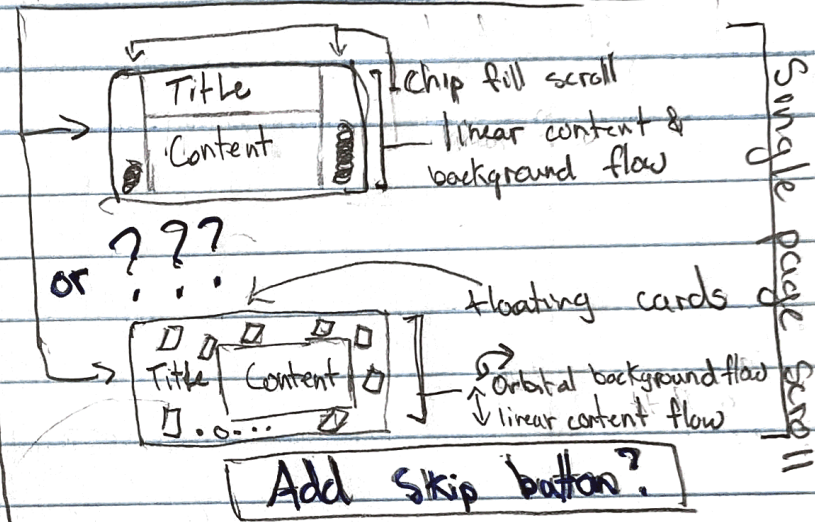 Title
Content
Chip fill scroll
linear content &
background flow
or ???
floating cards
Title Content
Orbital background flow
linear content flow
Add skip button?
Single page scroll